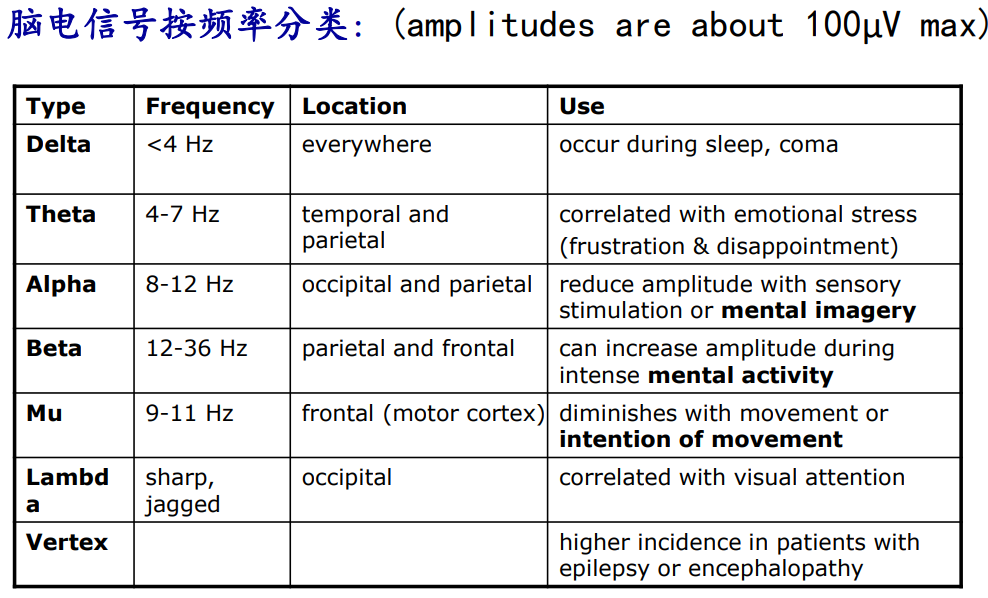 脑电信号按频率分类: (amplitudes are about 100μV max)
Type Frequency Location Use
Delta <4 Hz everywhere occur during sleep, coma
Theta 4-7 Hz temporal and parietal correlated with emotional stress (frustration & disappointment)
Alpha 8-12 Hz occipital and parietal reduce amplitude with sensory stimulation or mental imagery
Beta 12-36 Hz parietal and frontal can increase amplitude during intense mental activity
Mu 9-11 Hz frontal (motor cortex) diminishes with movement or intention of movement
Lambda sharp, jagged occipital correlated with visual attention
Vertex higher incidence in patients with epilepsy or encephalopathy